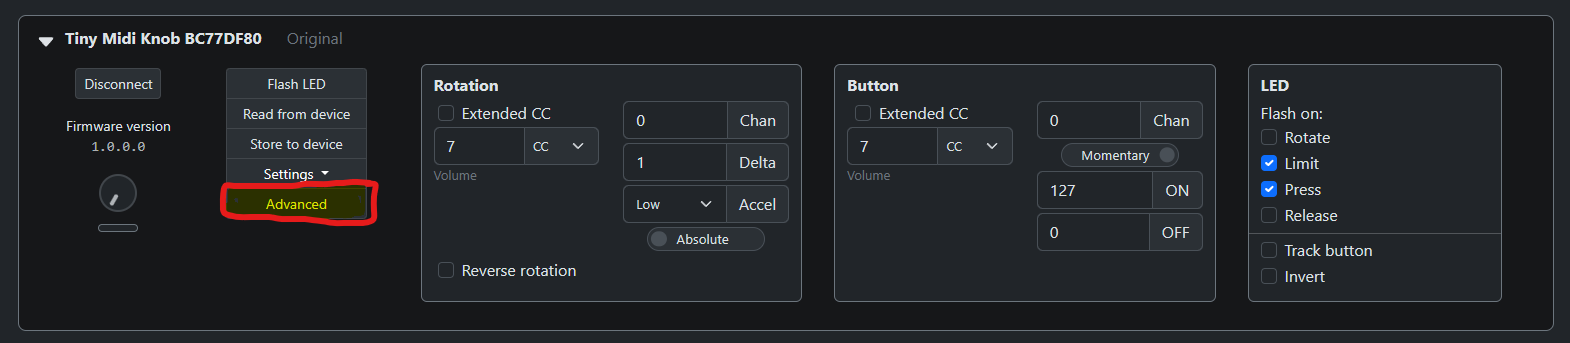 Tiny Midi Knob BC77DF80 Original
Disconnect
Firmware version
1.0.0.0
Flash LED
Read from device
Store to device
Settings
Advanced
Rotation
Extended CC
7 CC
Volume
0 Chan
1 Delta
Low Accel
Absolute
Reverse rotation
Button
Extended CC
7 CC
Volume
0 Chan
Momentary
127 ON
0 OFF
LED
Flash on:
Rotate
Limit
Press
Release
Track button
Invert